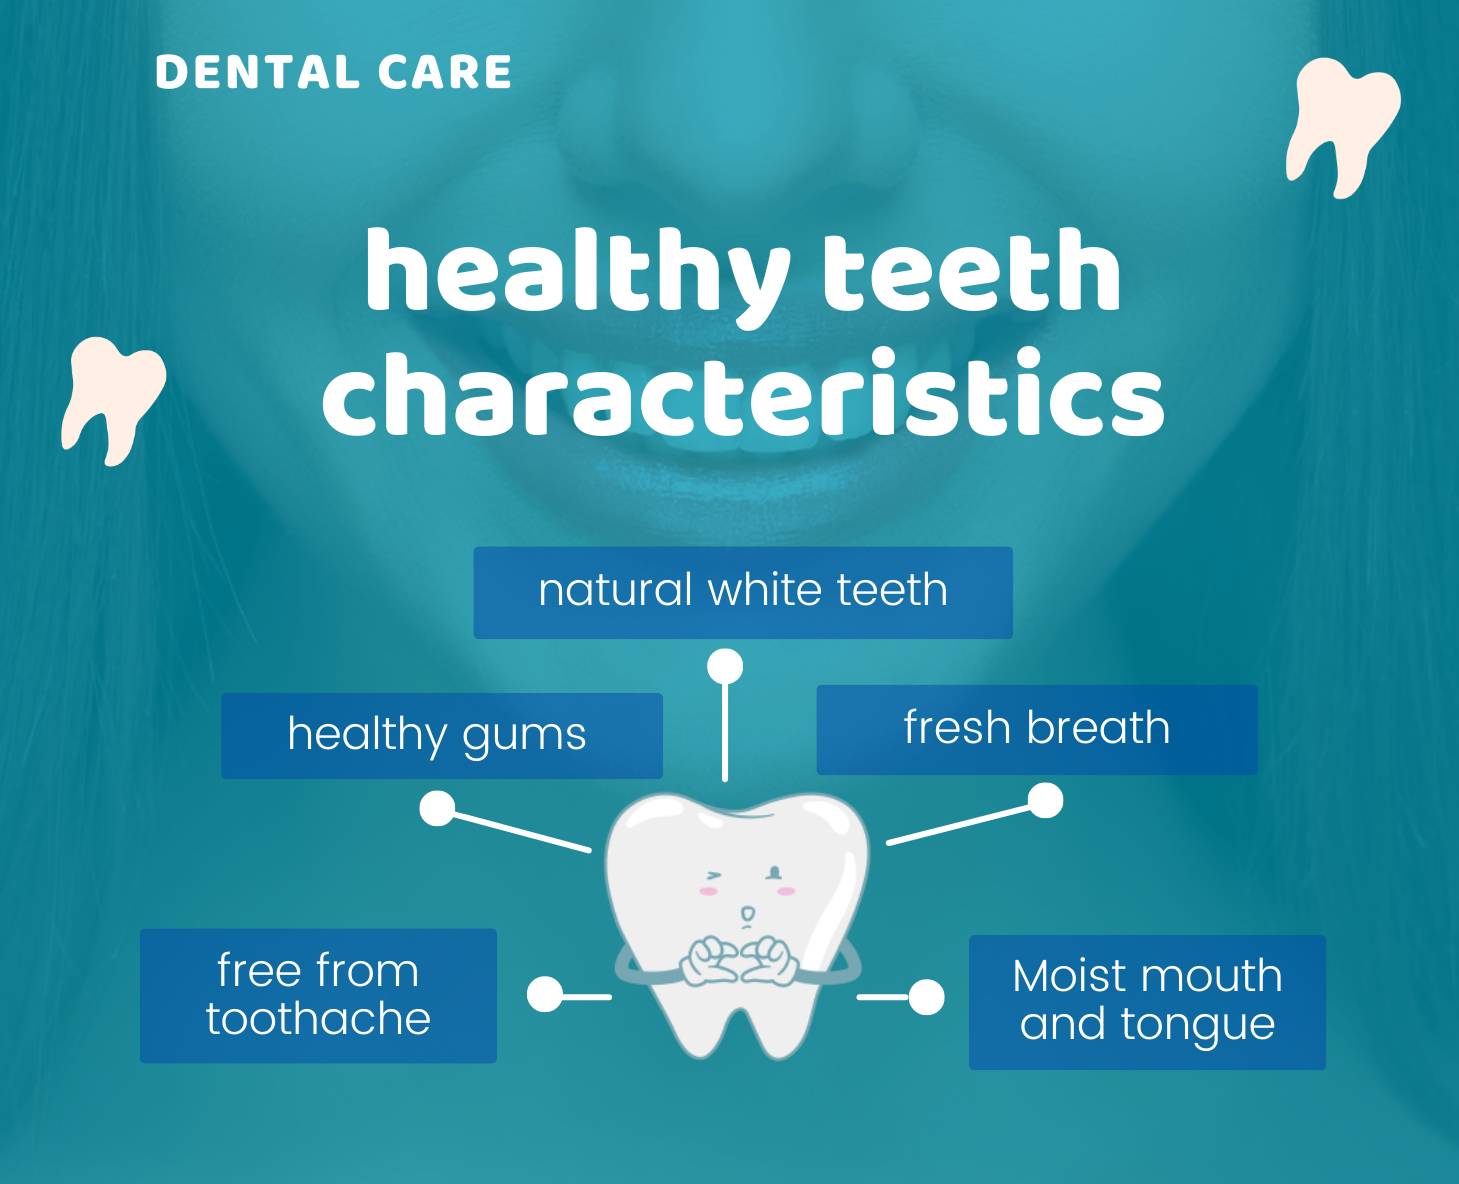 DENTAL CARE
healthy teeth
characteristics
natural white teeth
healthy gums
fresh breath
free from
toothache
Moist mouth
and tongue